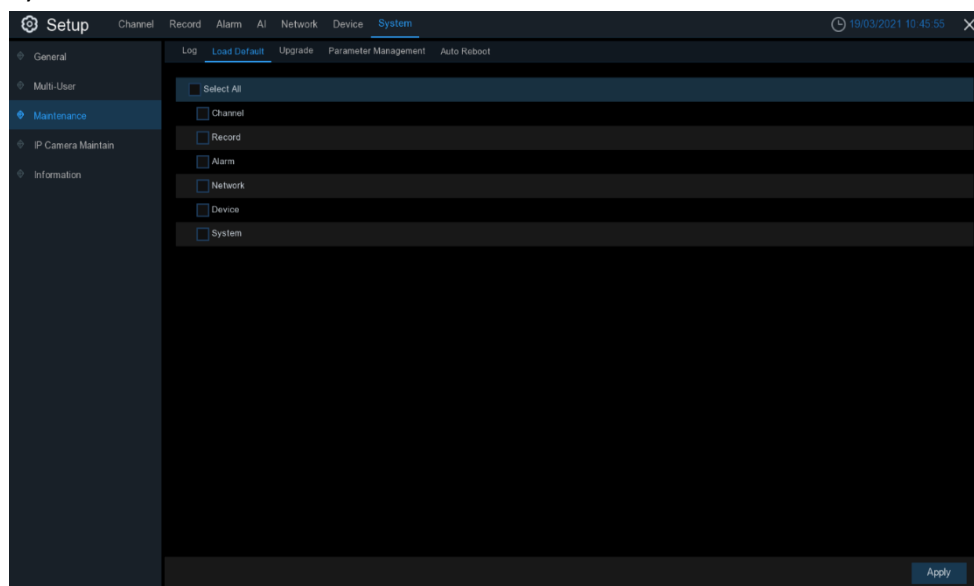 Setup Channel Record Alarm AI Network Device System 19/03/2021 10:45:55
General
Multi-User
Maintenance
IP Camera Maintain
Information
Log Load Default Upgrade Parameter Management Auto Reboot
Select All
Channel
Record
Alarm
Network
Device
System
Apply